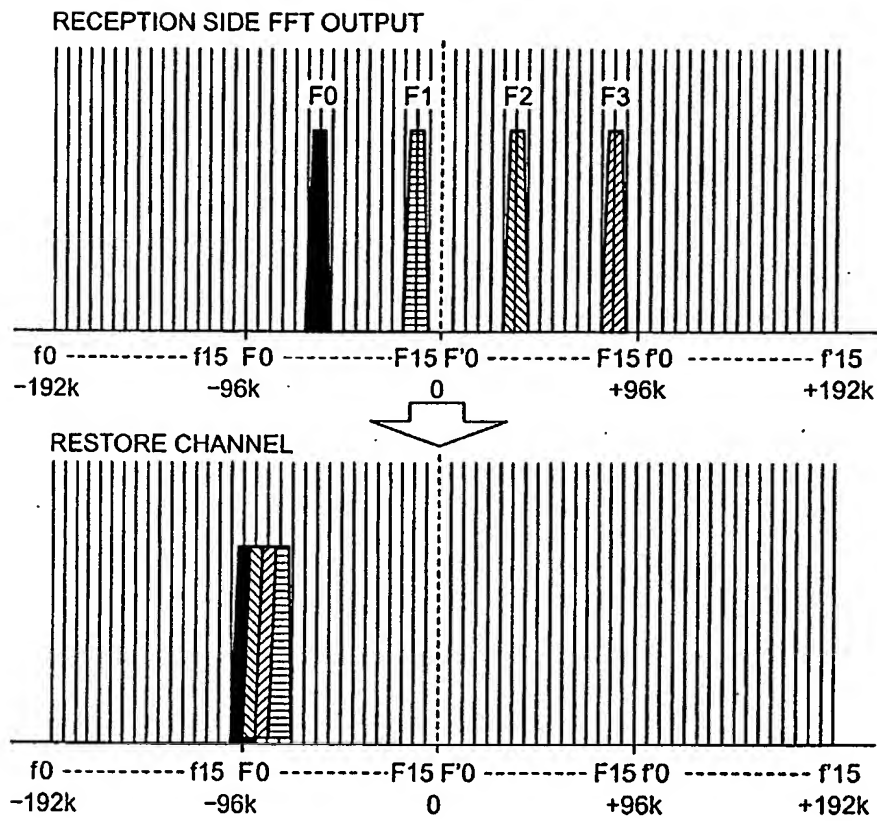 RECEPTION SIDE FFT OUTPUT
F0 F1 F2 F3
f0 ---------- f15 F0 ---------- F15 F'0 -------- F15 f'0 ---------- f'15
−192k −96k 0 +96k +192k
RESTORE CHANNEL
f0 ---------- f15 F0 ---------- F15 F'0 -------- F15 f'0 ---------- f'15
−192k −96k 0 +96k +192k